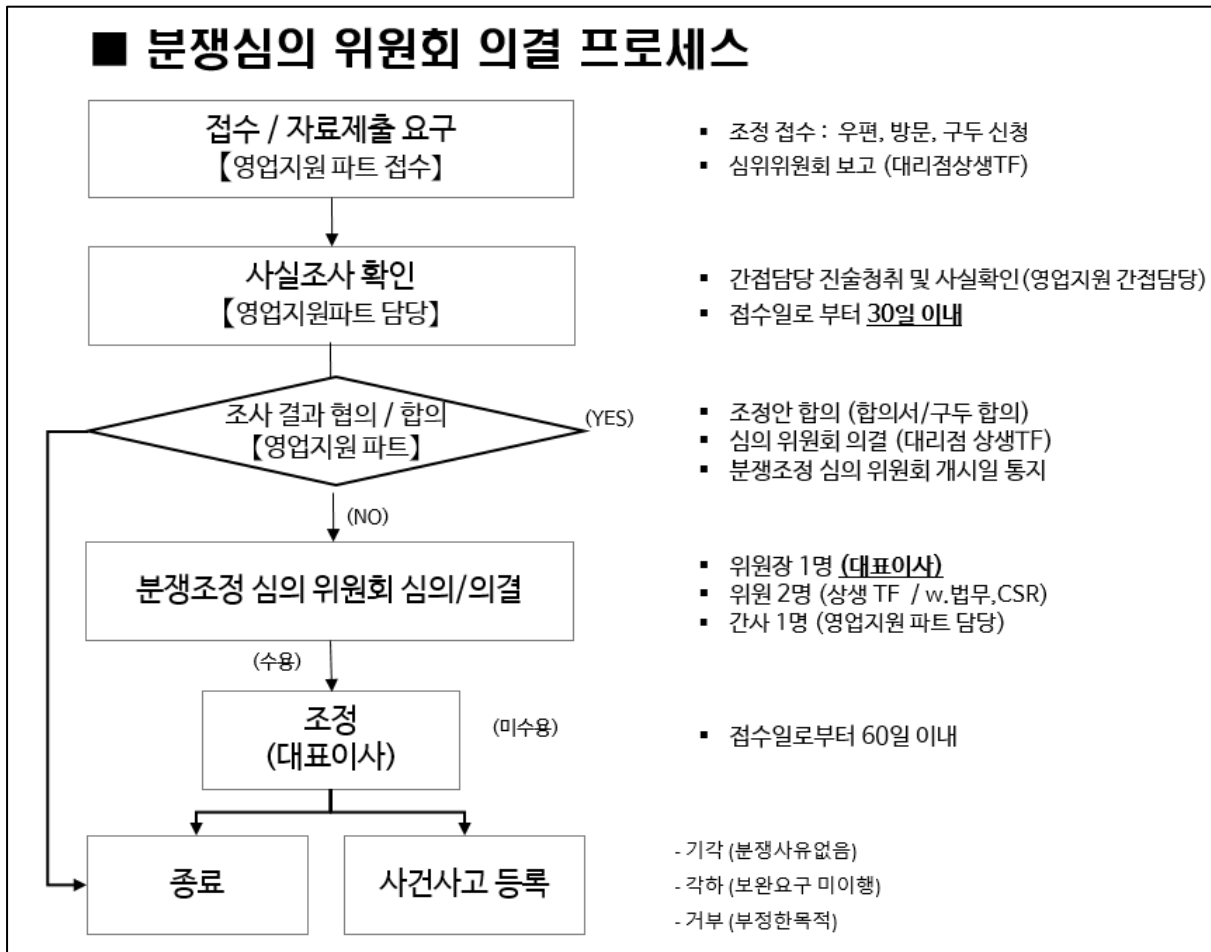 ■ 분쟁심의 위원회 의결 프로세스
접수 / 자료제출 요구
【영업지원 파트 접수】
▪ 조정 접수 : 우편, 방문, 구두 신청
▪ 심위위원회 보고 (대리점상생TF)
사실조사 확인
【영업지원파트 담당】
▪ 간접담당 진술청취 및 사실확인(영업지원 간접담당)
▪ 접수일로 부터 30일 이내
조사 결과 협의 / 합의
【영업지원 파트】
(YES)
▪ 조정안 합의 (합의서/구두 합의)
▪ 심의 위원회 의결 (대리점 상생TF)
▪ 분쟁조정 심의 위원회 개시일 통지
(NO)
분쟁조정 심의 위원회 심의/의결
▪ 위원장 1명 (대표이사)
▪ 위원 2명 (상생 TF / w.법무,CSR)
▪ 간사 1명 (영업지원 파트 담당)
(수용)
조정
(대표이사)
(미수용)
▪ 접수일로부터 60일 이내
종료
사건사고 등록
- 기각 (분쟁사유없음)
- 각하 (보완요구 미이행)
- 거부 (부정한목적)